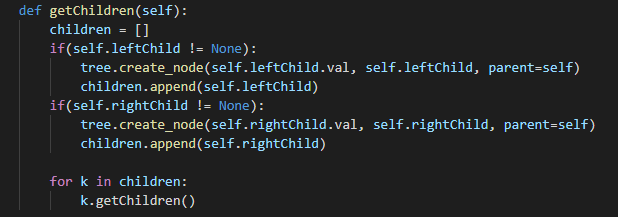 def getChildren(self):
    children = []
    if(self.leftChild != None):
        tree.create_node(self.leftChild.val, self.leftChild, parent=self)
        children.append(self.leftChild)
    if(self.rightChild != None):
        tree.create_node(self.rightChild.val, self.rightChild, parent=self)
        children.append(self.rightChild)

    for k in children:
        k.getChildren()